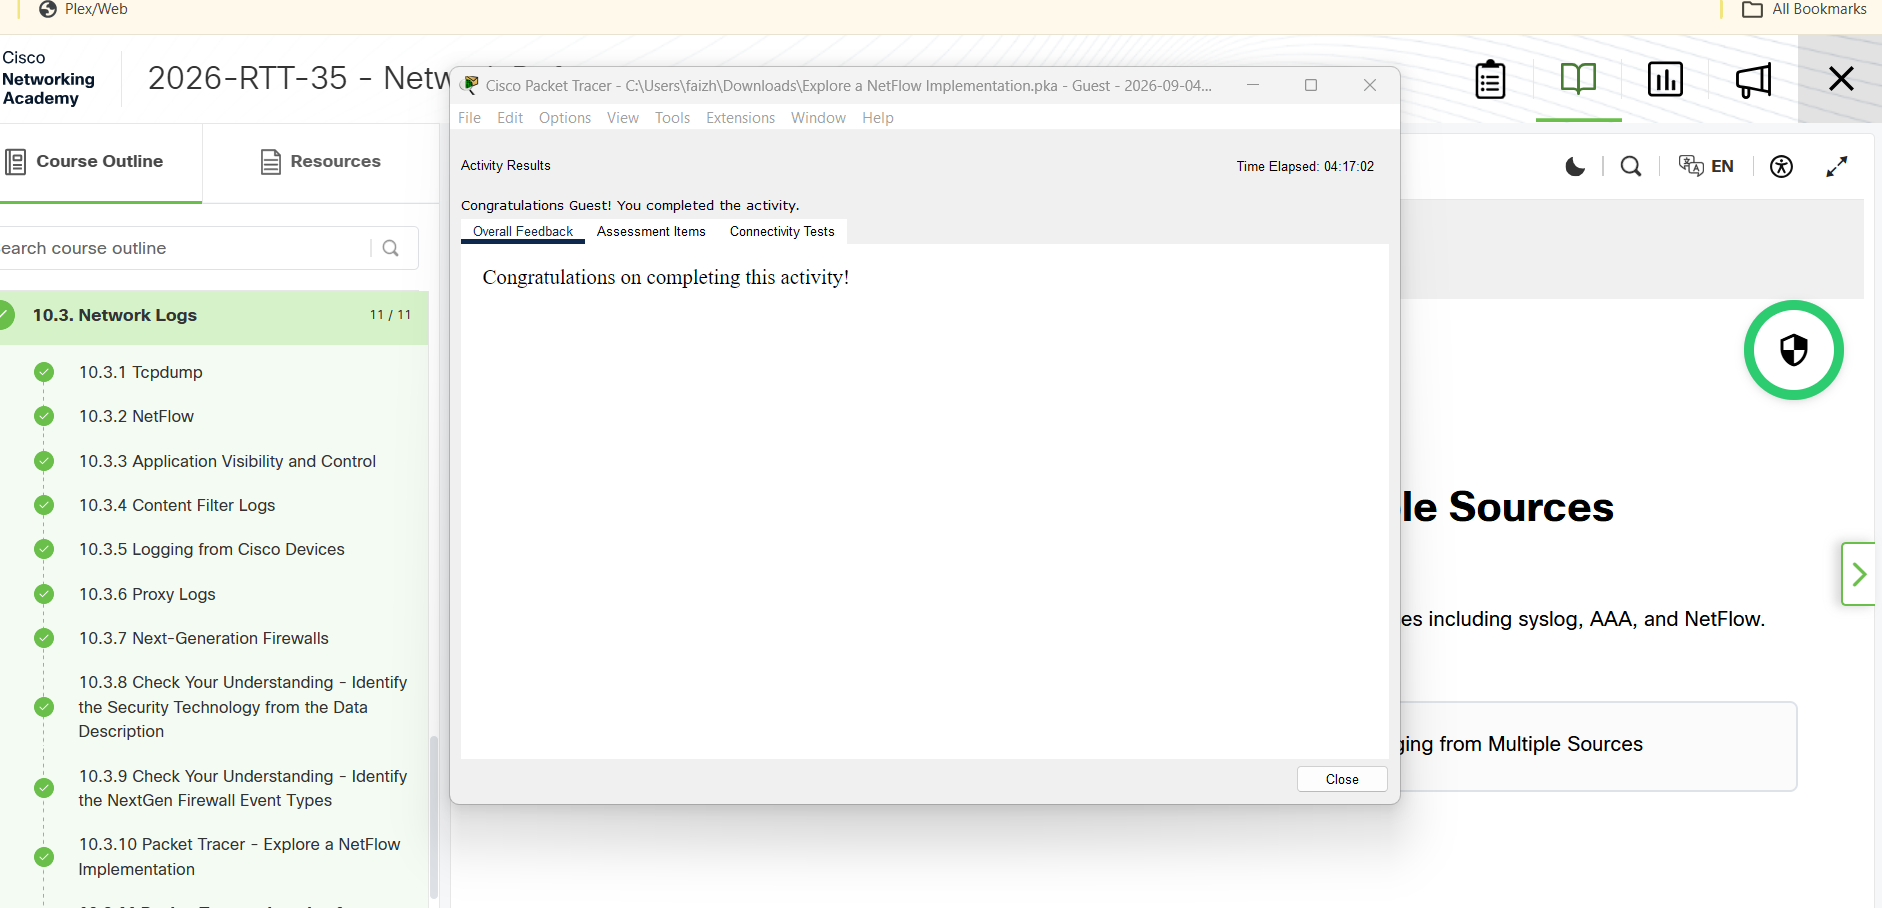 Plex/Web
All Bookmarks
Cisco
Networking
Academy
2026-RTT-35 - Netw
Cisco Packet Tracer - C:\Users\faizh\Downloads\Explore a NetFlow Implementation.pka - Guest - 2026-09-04...
File Edit Options View Tools Extensions Window Help
Course Outline
Resources
EN
Activity Results
Time Elapsed: 04:17:02
Congratulations Guest! You completed the activity.
Overall Feedback Assessment Items Connectivity Tests
Congratulations on completing this activity!
Close
earch course outline
10.3. Network Logs 11 / 11
10.3.1 Tcpdump
10.3.2 NetFlow
10.3.3 Application Visibility and Control
10.3.4 Content Filter Logs
10.3.5 Logging from Cisco Devices
10.3.6 Proxy Logs
10.3.7 Next-Generation Firewalls
10.3.8 Check Your Understanding - Identify
the Security Technology from the Data
Description
10.3.9 Check Your Understanding - Identify
the NextGen Firewall Event Types
10.3.10 Packet Tracer - Explore a NetFlow
Implementation
le Sources
es including syslog, AAA, and NetFlow.
ging from Multiple Sources